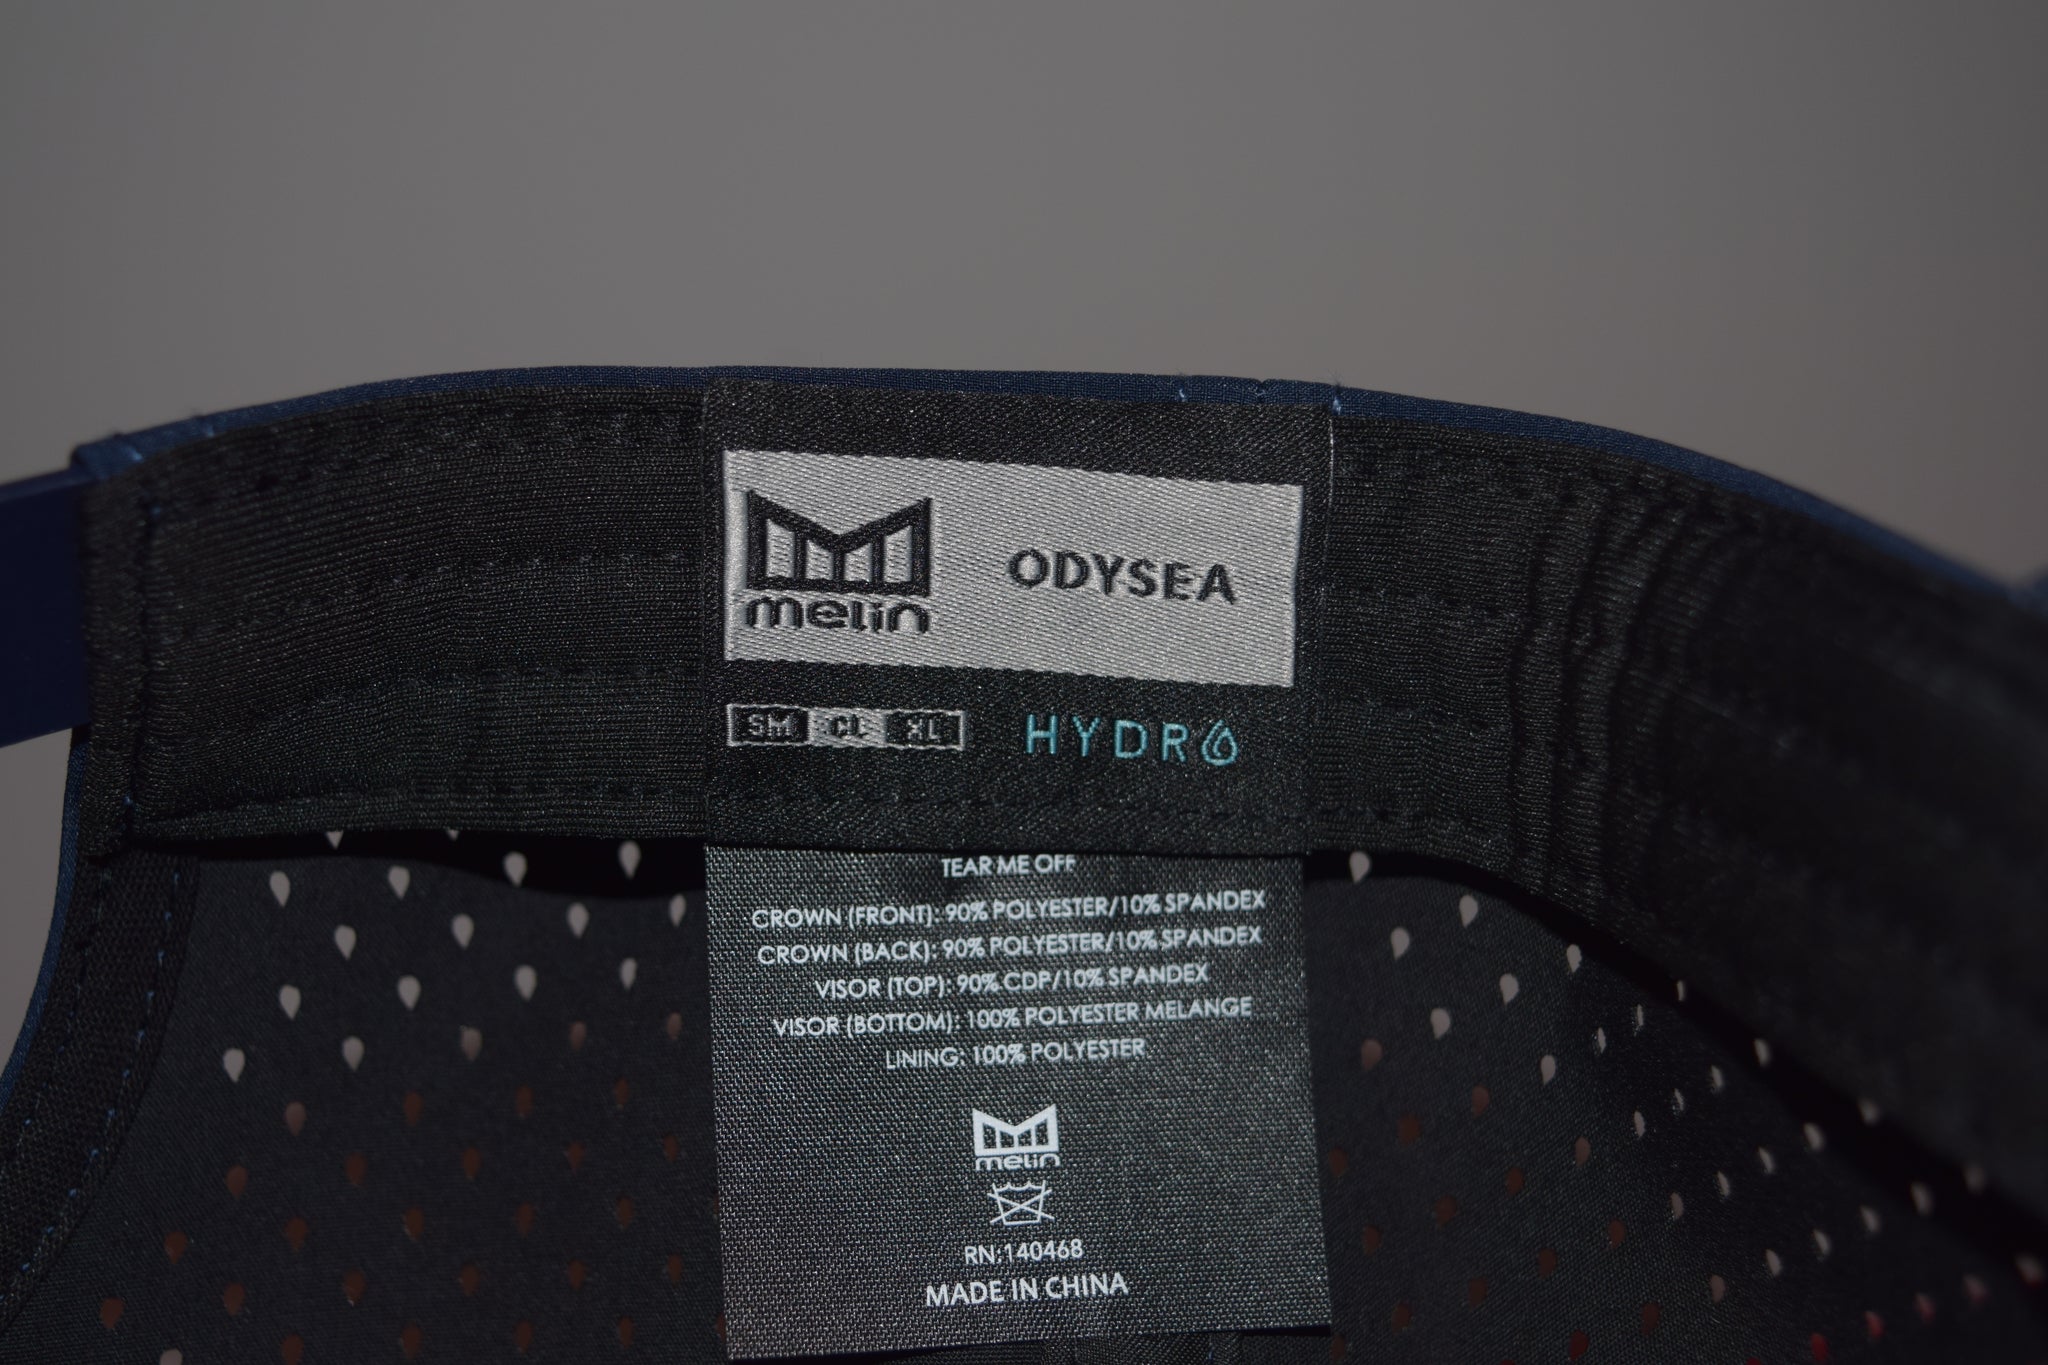 melin
ODYSEA
SM CL XL
HYDRO
TEAR ME OFF
CROWN (FRONT): 90% POLYESTER/10% SPANDEX
CROWN (BACK): 90% POLYESTER/10% SPANDEX
VISOR (TOP): 90% CDP/10% SPANDEX
VISOR (BOTTOM): 100% POLYESTER MELANGE
LINING: 100% POLYESTER
melin
RN:140468
MADE IN CHINA